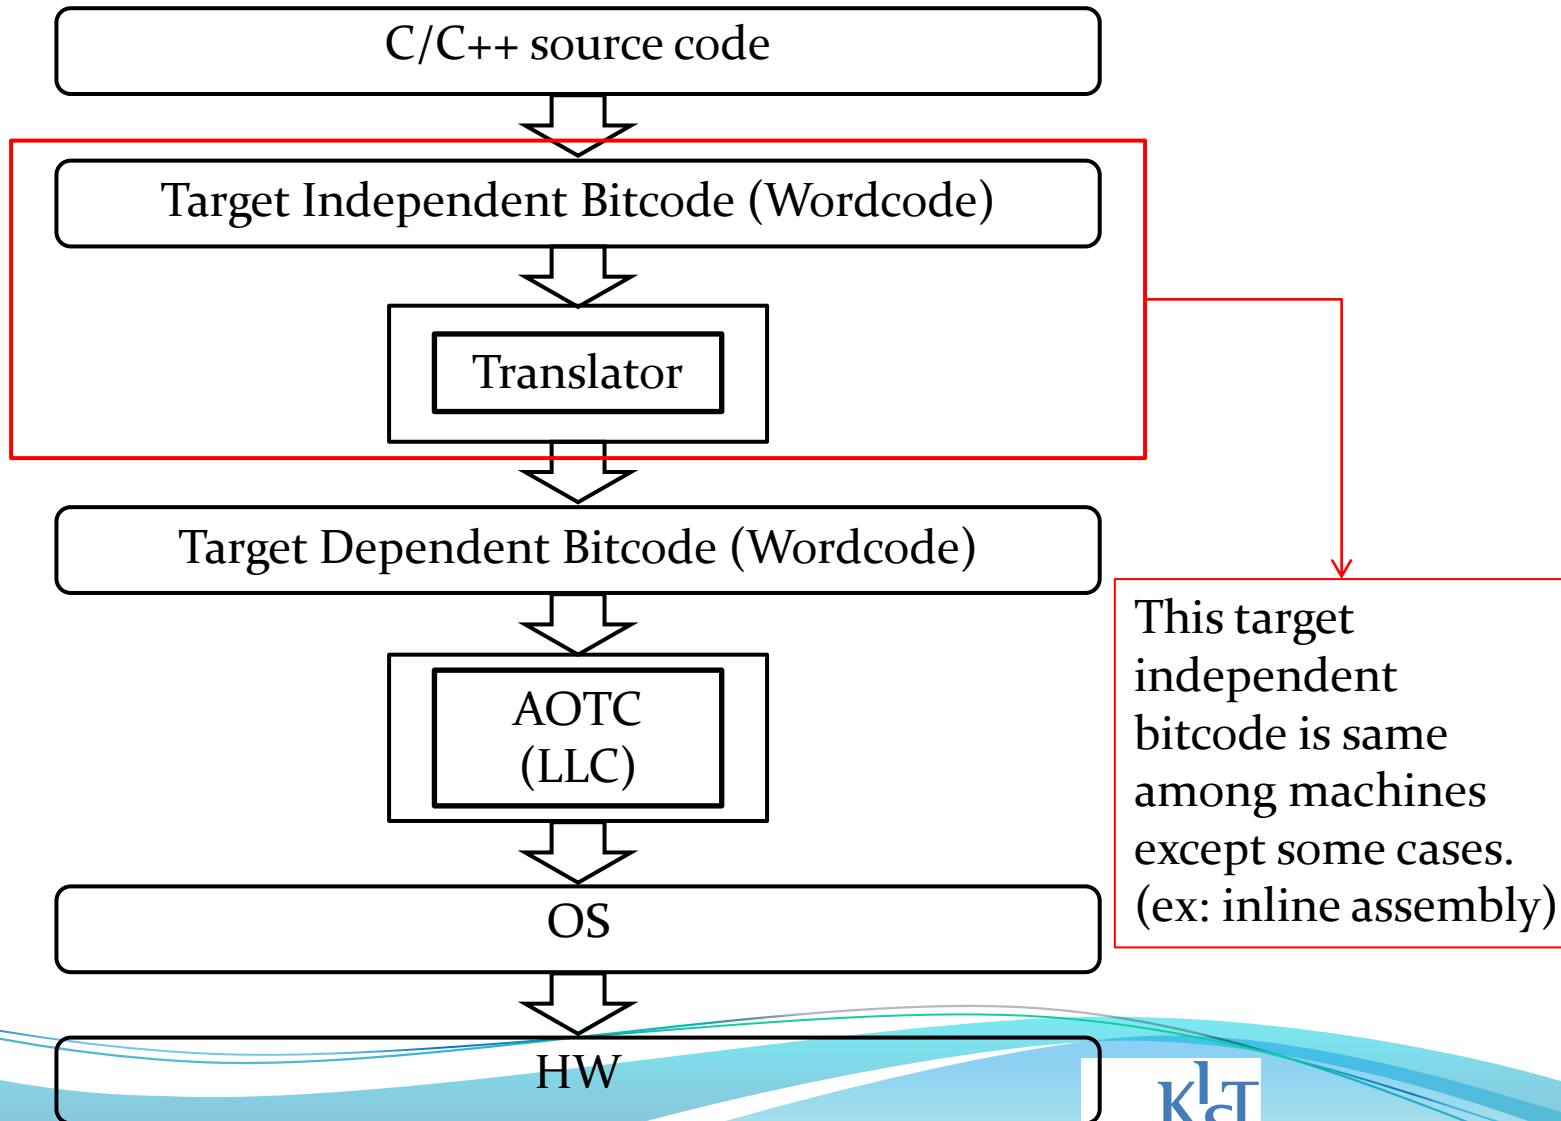 C/C++ source code
Target Independent Bitcode (Wordcode)
Translator
Target Dependent Bitcode (Wordcode)
AOTC
(LLC)
OS
HW
This target
independent
bitcode is same
among machines
except some cases.
(ex: inline assembly)